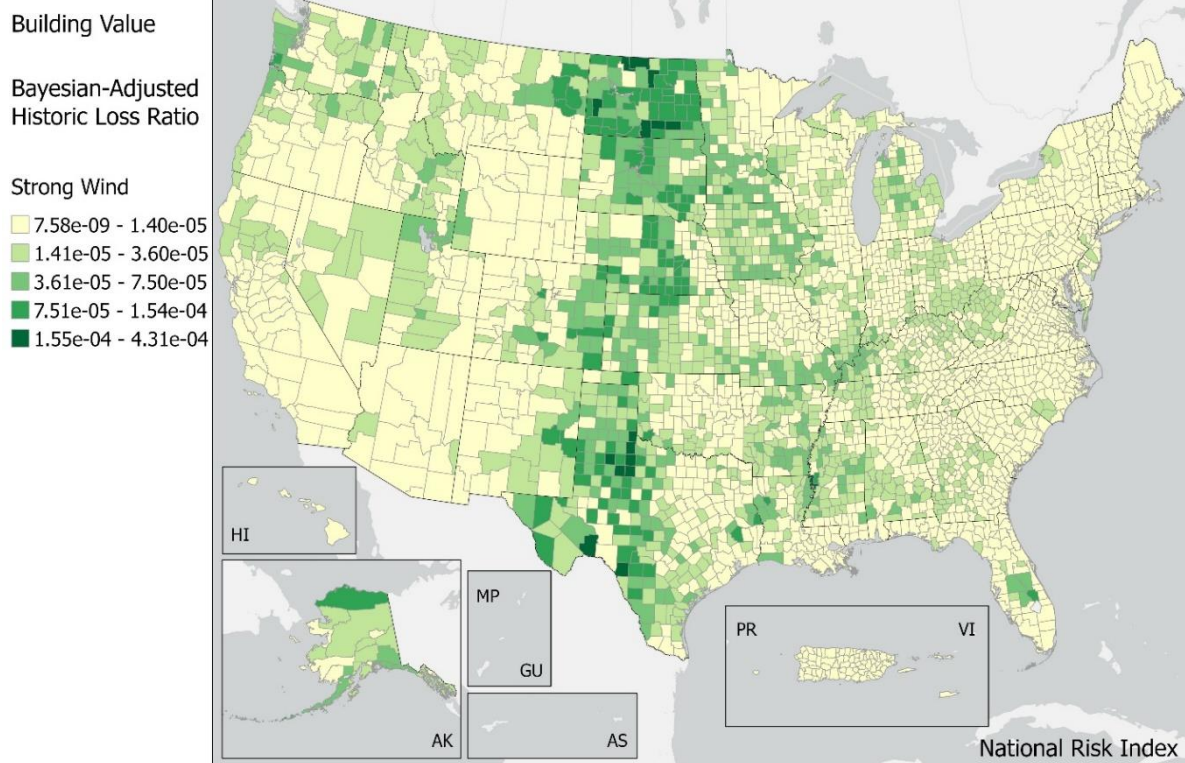 Building Value
Bayesian-Adjusted
Historic Loss Ratio
Strong Wind
7.58e-09 - 1.40e-05
1.41e-05 - 3.60e-05
3.61e-05 - 7.50e-05
7.51e-05 - 1.54e-04
1.55e-04 - 4.31e-04
HI
AK
MP
GU
AS
PR
VI
National Risk Index